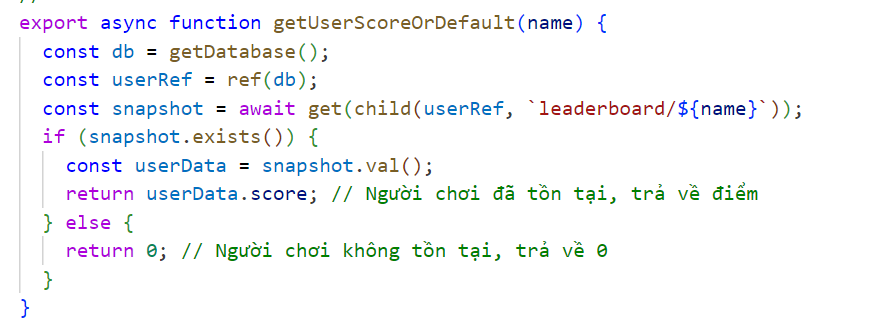 //
export async function getUserScoreOrDefault(name) {
  const db = getDatabase();
  const userRef = ref(db);
  const snapshot = await get(child(userRef, `leaderboard/${name}`));
  if (snapshot.exists()) {
    const userData = snapshot.val();
    return userData.score; // Người chơi đã tồn tại, trả về điểm
  } else {
    return 0; // Người chơi không tồn tại, trả về 0
  }
}